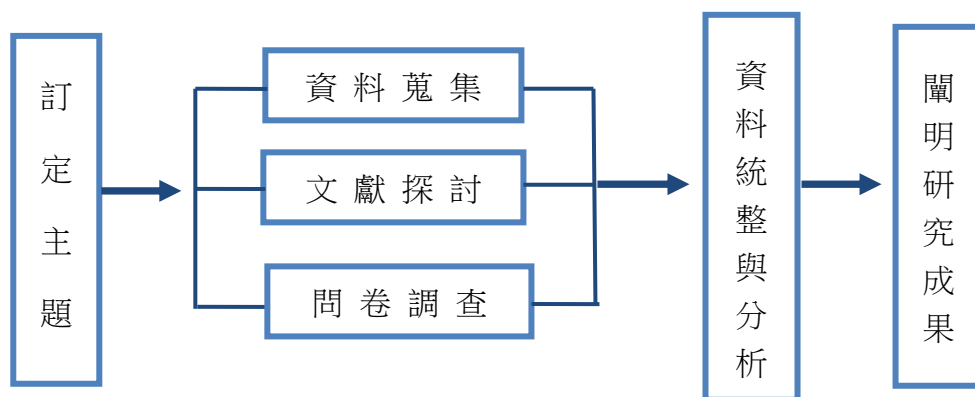 訂定主題
資料蒐集
文獻探討
問卷調查
資料統整與分析
闡明研究成果